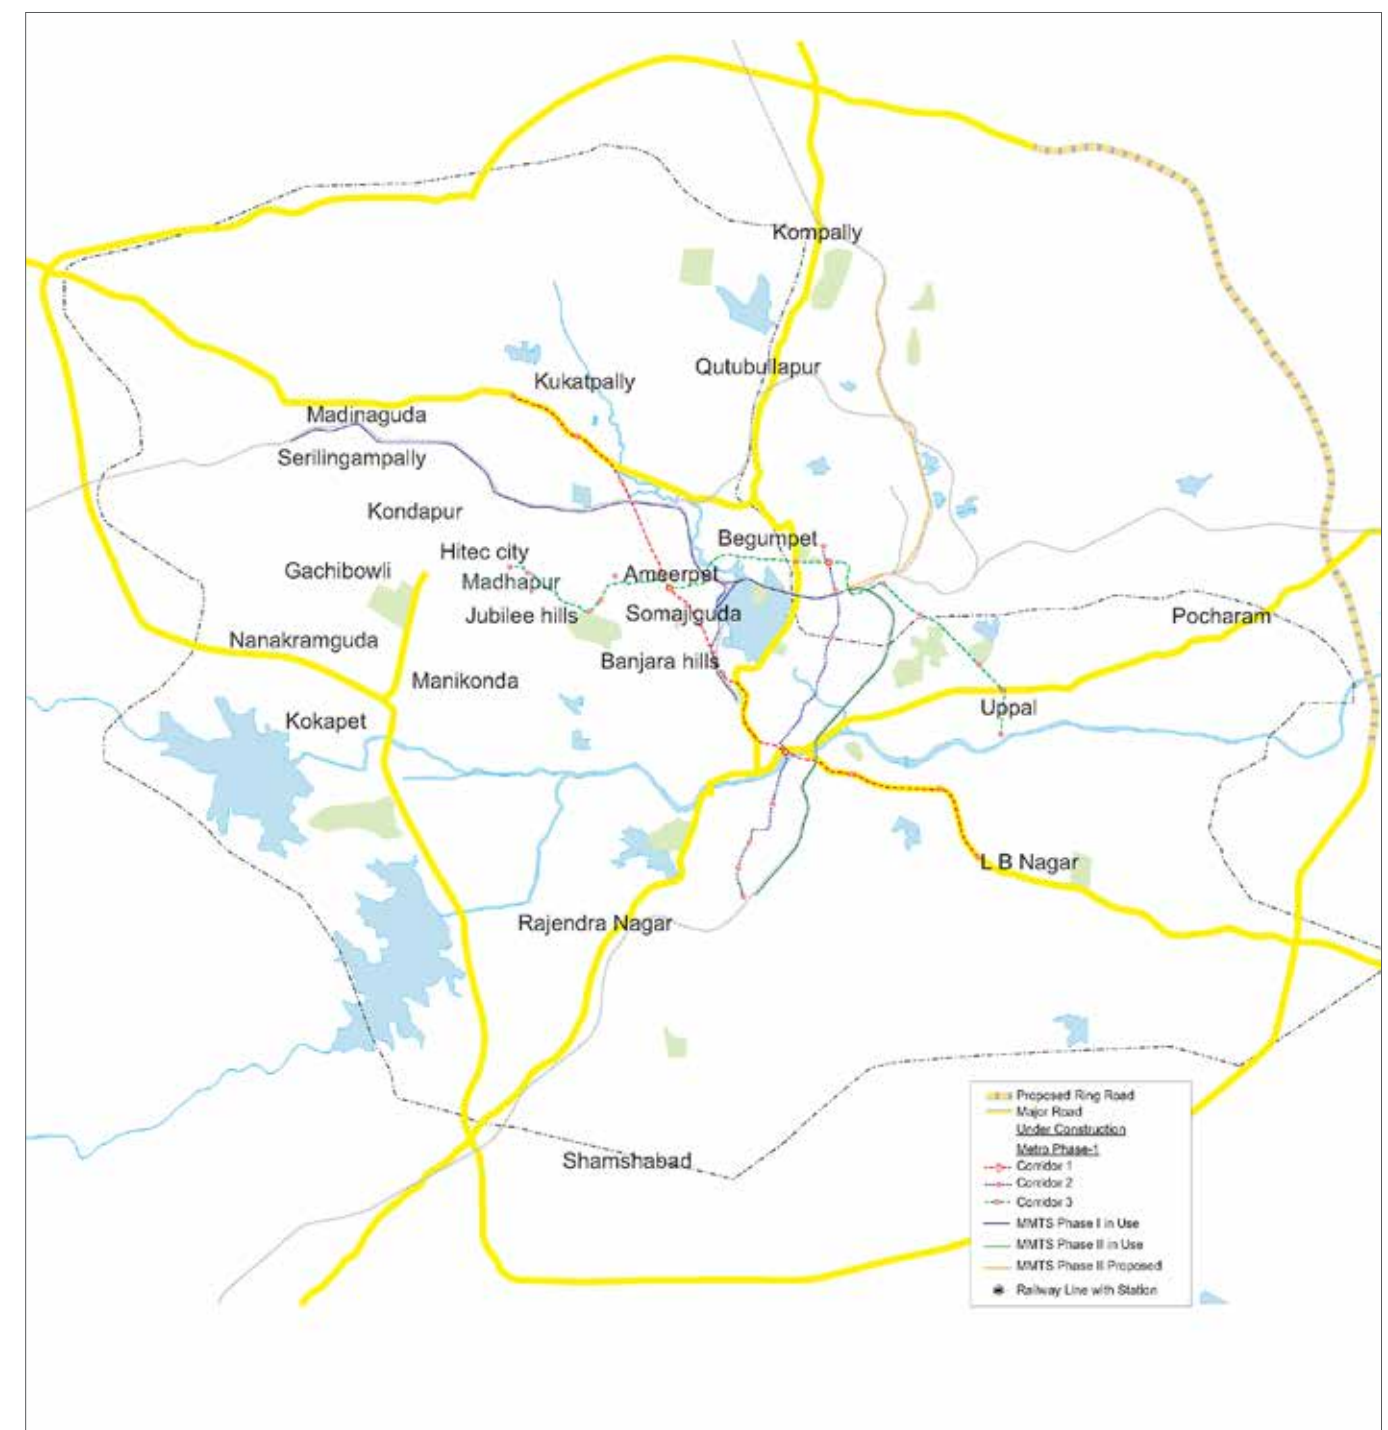 Kompally
Qutubullapur
Kukatpally
Madinaguda
Serilingampally
Kondapur
Begumpet
Hitec city
Gachibowli
Madhapur
Ameerpet
Jubilee hills
Somajiguda
Pocharam
Nanakramguda
Banjara hills
Manikonda
Uppal
Kokapet
L B Nagar
Rajendra Nagar
Shamshabad
Proposed Ring Road
Major Road
Under Construction
Metro Phase-1
Corridor 1
Corridor 2
Corridor 3
MMTS Phase I in Use
MMTS Phase II in Use
MMTS Phase II Proposed
Railway Line with Station